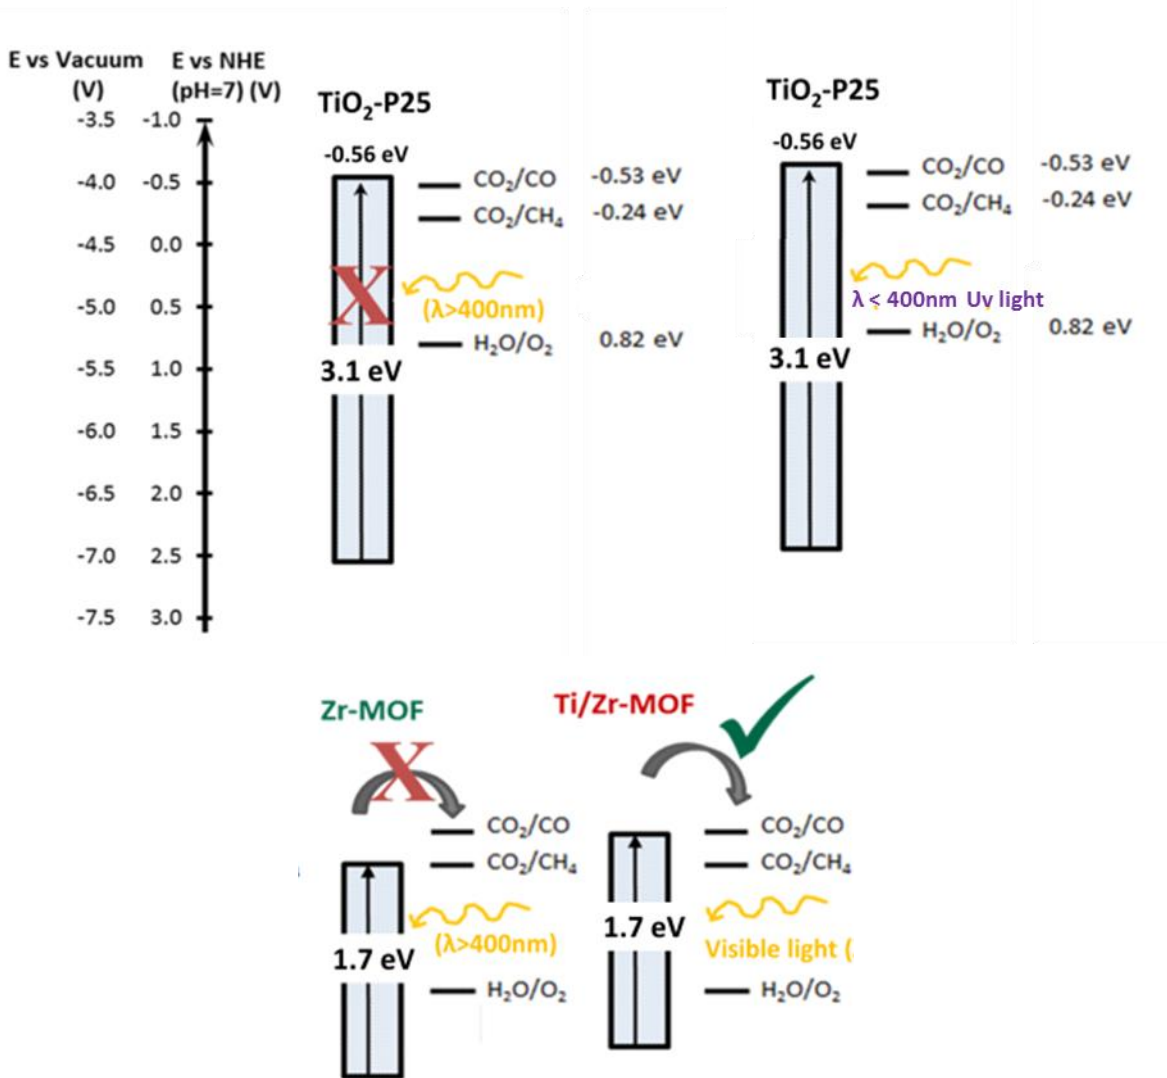 E vs Vacuum
(V)
E vs NHE
(pH=7) (V)
-3.5 -1.0
-4.0 -0.5
-4.5 0.0
-5.0 0.5
-5.5 1.0
-6.0 1.5
-6.5 2.0
-7.0 2.5
-7.5 3.0
TiO₂-P25
-0.56 eV
CO₂/CO -0.53 eV
CO₂/CH₄ -0.24 eV
X
(λ>400nm)
H₂O/O₂ 0.82 eV
3.1 eV
TiO₂-P25
-0.56 eV
CO₂/CO -0.53 eV
CO₂/CH₄ -0.24 eV
λ < 400nm Uv light
H₂O/O₂ 0.82 eV
3.1 eV
Zr-MOF
X
CO₂/CO
CO₂/CH₄
(λ>400nm)
1.7 eV
H₂O/O₂
Ti/Zr-MOF
CO₂/CO
CO₂/CH₄
1.7 eV
Visible light (
H₂O/O₂